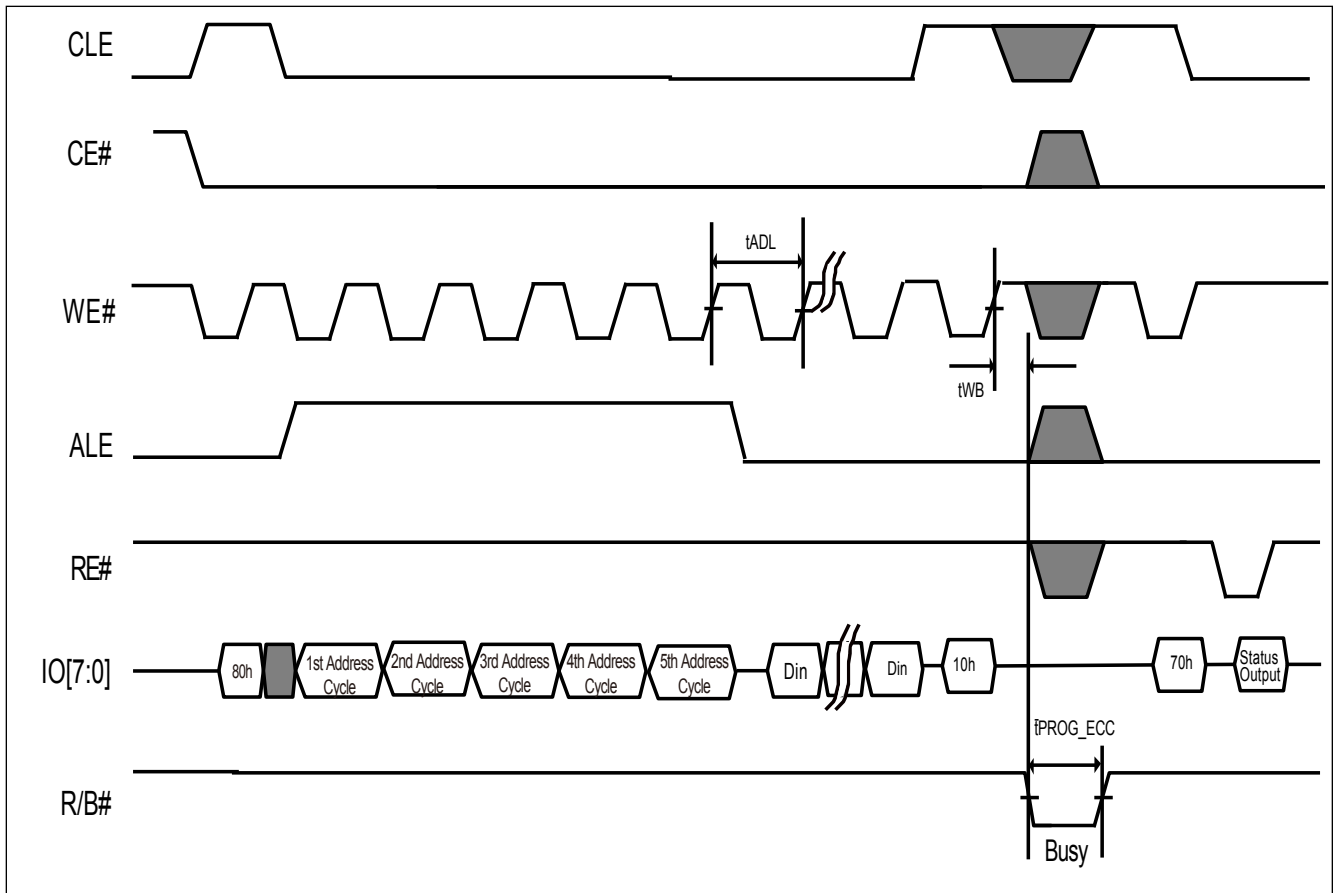 CLE
CE#
tADL
WE#
tWB
ALE
RE#
IO[7:0]
80h
1st Address
Cycle
2nd Address
Cycle
3rd Address
Cycle
4th Address
Cycle
5th Address
Cycle
Din
Din
10h
70h
Status
Output
tPROG_ECC
R/B#
Busy